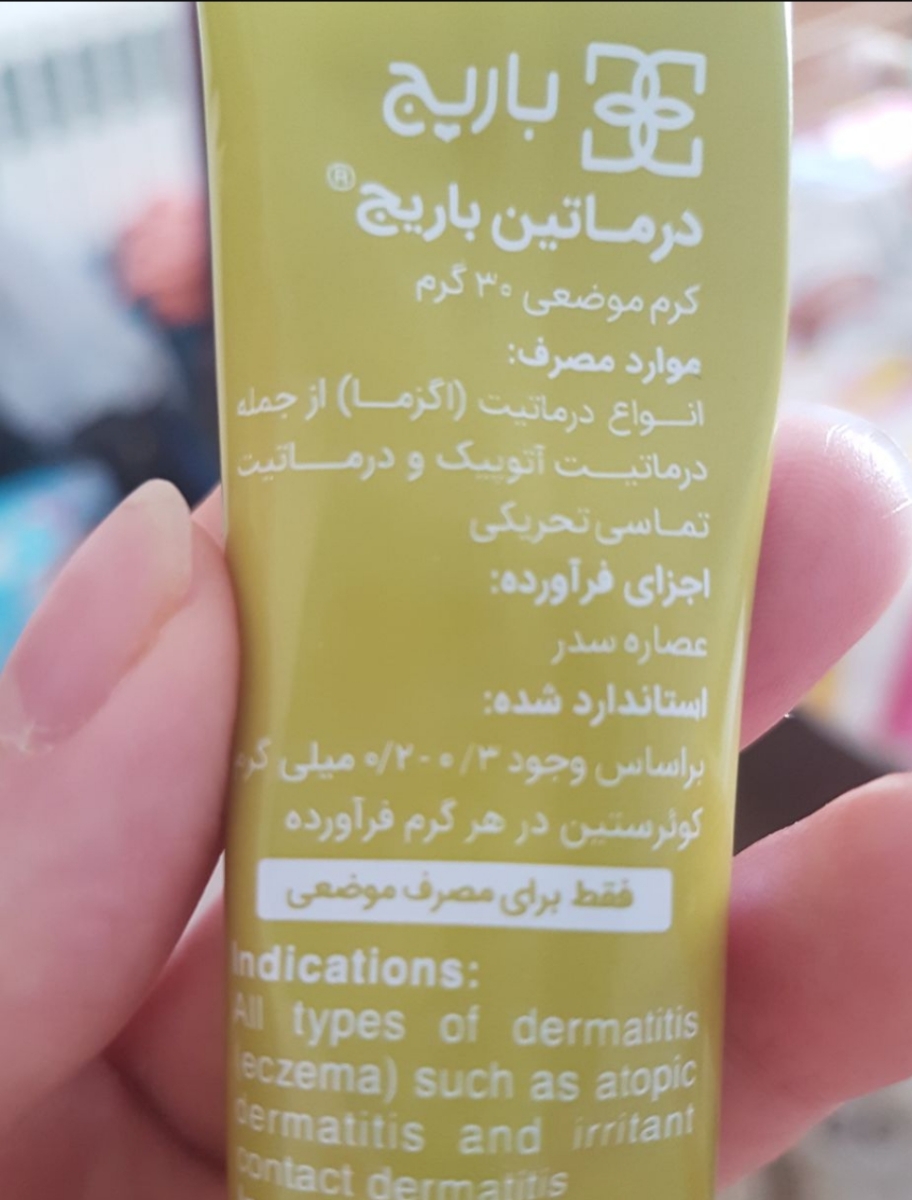 باریج
درماتین باریج®
کرم موضعی ۳۰ گرم
موارد مصرف:
انواع درماتیت (اگزما) از جمله
درماتیت آتوپیک و درماتیت
تماسی تحریکی
اجزای فرآورده:
عصاره سدر
استاندارد شده:
براساس وجود ۰/۲-۰/۳ میلی گرم
کوئرستین در هر گرم فرآورده
فقط برای مصرف موضعی
Indications:
All types of dermatitis
(eczema) such as atopic
dermatitis and irritant
contact dermatitis